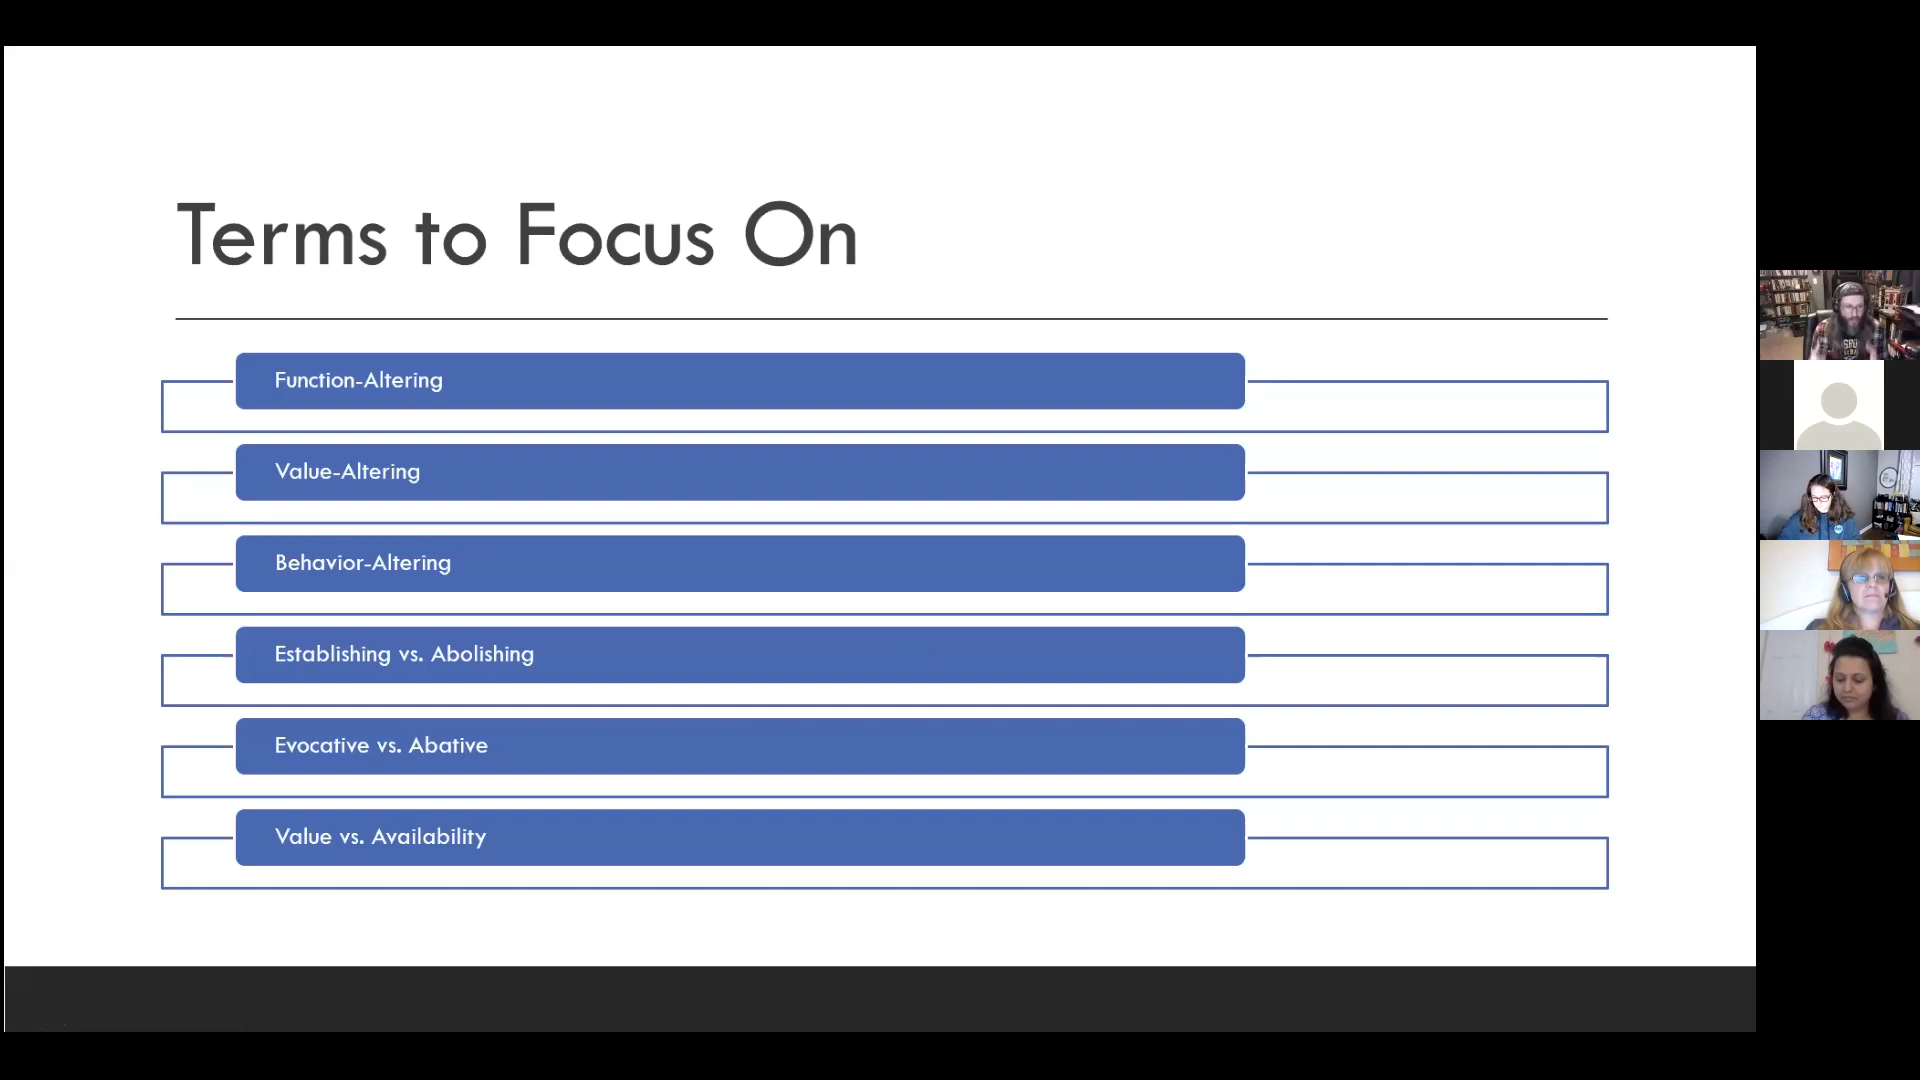 Terms to Focus On
Function-Altering
Value-Altering
Behavior-Altering
Establishing vs. Abolishing
Evocative vs. Abative
Value vs. Availability